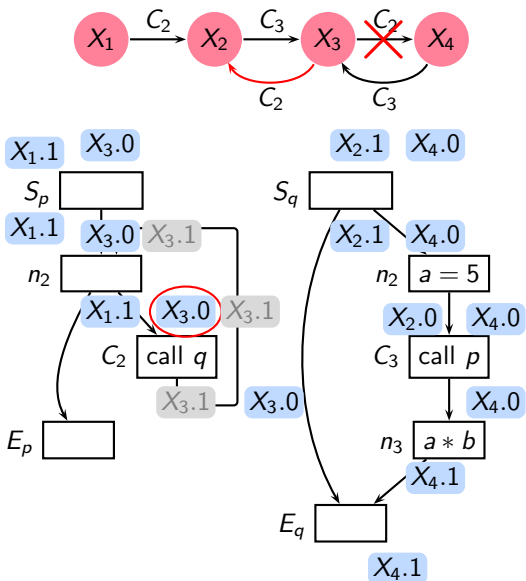 C₂ C₃ C₂
X₁ X₂ X₃ X₄
C₂ C₃
X₁.1 X₃.0
Sₚ
X₁.1 X₃.0 X₃.1
n₂
X₁.1 X₃.0 X₃.1
C₂ call q
X₃.1
Eₚ
X₂.1 X₄.0
S_q
X₂.1 X₄.0
n₂ a = 5
X₂.0 X₄.0
C₃ call p
X₃.0 X₄.0
n₃ a ∗ b
X₄.1
E_q
X₄.1